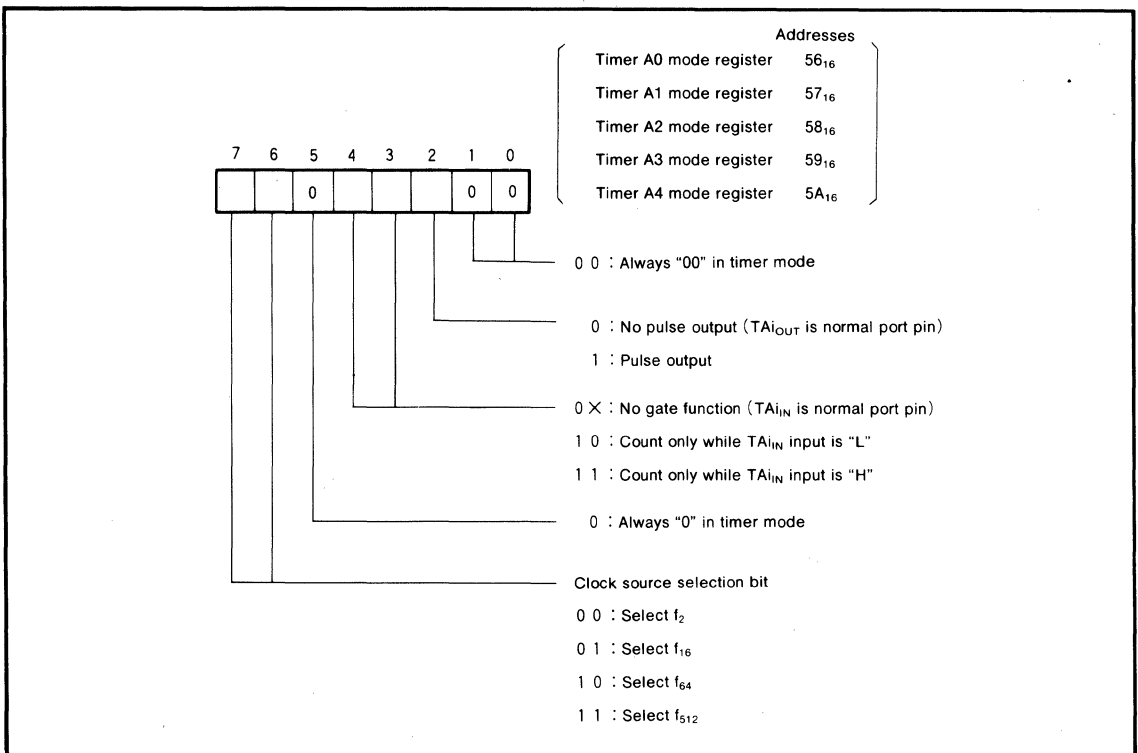 Addresses
Timer A0 mode register 56₁₆
Timer A1 mode register 57₁₆
Timer A2 mode register 58₁₆
Timer A3 mode register 59₁₆
Timer A4 mode register 5A₁₆
7 6 5 4 3 2 1 0
0 0 0
0 0 : Always “00” in timer mode
0 : No pulse output (TAiOUT is normal port pin)
1 : Pulse output
0 X : No gate function (TAiIN is normal port pin)
1 0 : Count only while TAiIN input is “L”
1 1 : Count only while TAiIN input is “H”
0 : Always “0” in timer mode
Clock source selection bit
0 0 : Select f₂
0 1 : Select f₁₆
1 0 : Select f₆₄
1 1 : Select f₅₁₂